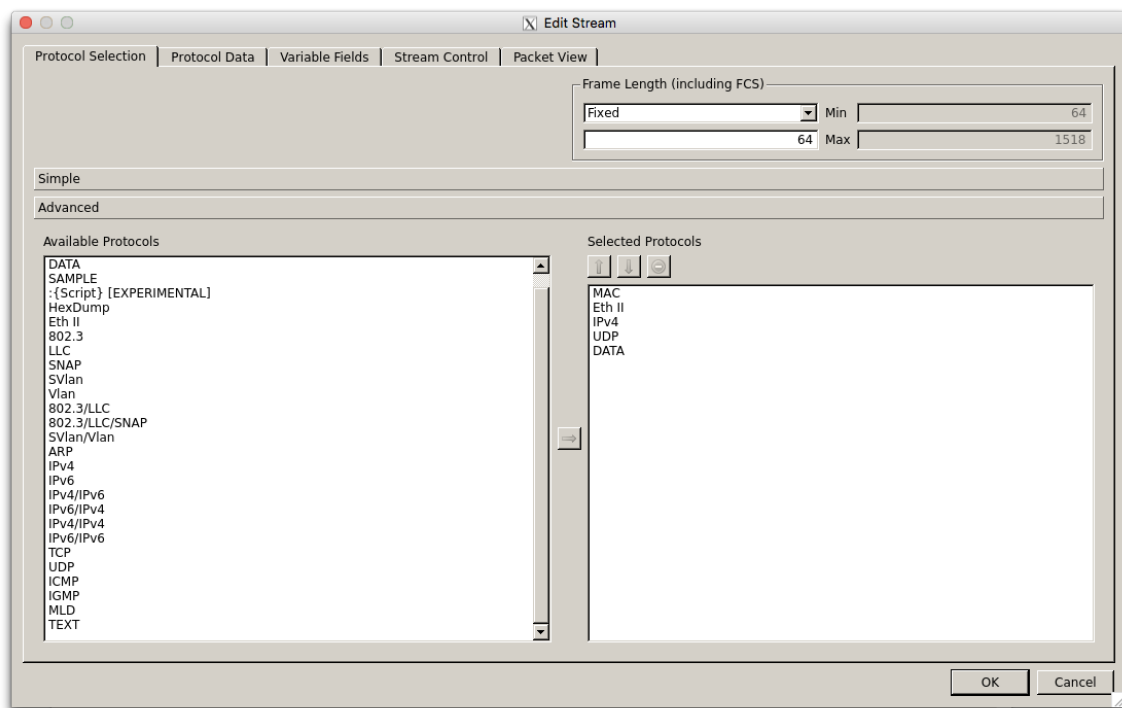 X Edit Stream
Protocol Selection Protocol Data Variable Fields Stream Control Packet View
Frame Length (including FCS)
Fixed Min 64
64 Max 1518
Simple
Advanced
Available Protocols
DATA
SAMPLE
:{Script} [EXPERIMENTAL]
HexDump
Eth II
802.3
LLC
SNAP
SVlan
Vlan
802.3/LLC
802.3/LLC/SNAP
SVlan/Vlan
ARP
IPv4
IPv6
IPv4/IPv6
IPv6/IPv4
IPv4/IPv4
IPv6/IPv6
TCP
UDP
ICMP
IGMP
MLD
TEXT
Selected Protocols
MAC
Eth II
IPv4
UDP
DATA
OK Cancel